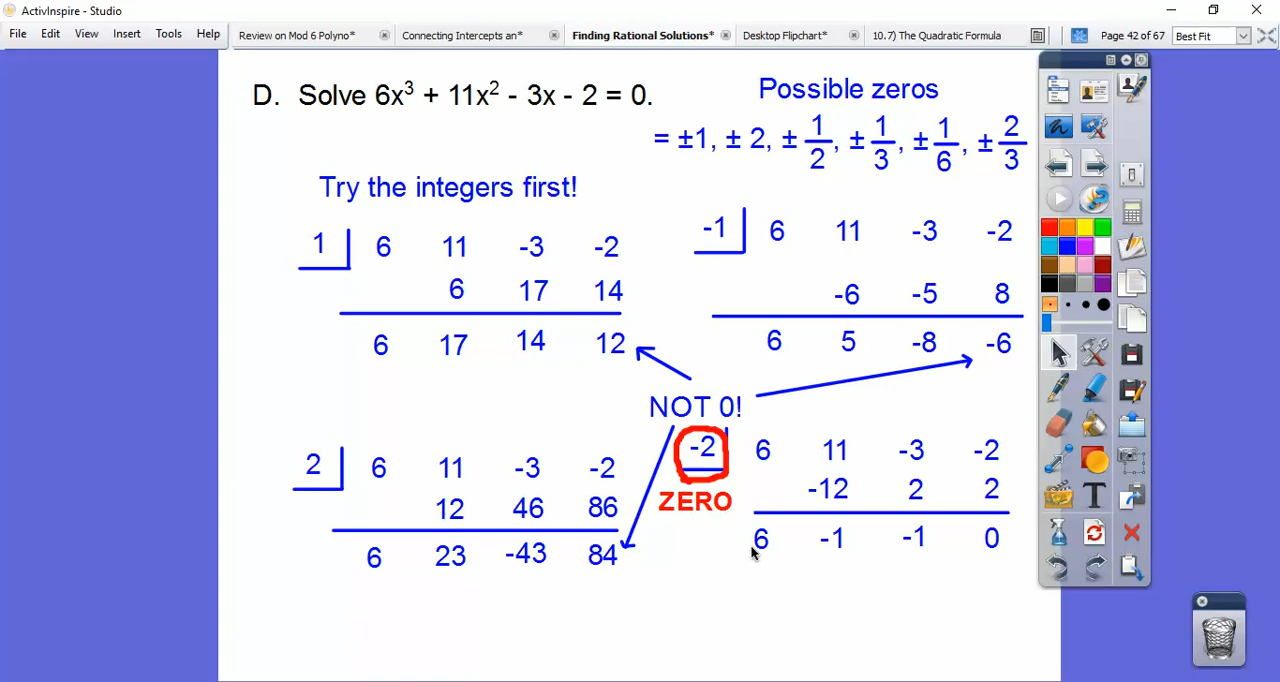 ActivInspire - Studio
File Edit View Insert Tools Help
Review on Mod 6 Polyno* Connecting Intercepts an* Finding Rational Solutions* Desktop Flipchart* 10.7) The Quadratic Formula
Page 42 of 67 Best Fit
D. Solve 6x³ + 11x² - 3x - 2 = 0.
Possible zeros
= ±1, ± 2, ± 1/2, ± 1/3, ± 1/6, ± 2/3
Try the integers first!
1 6 11 -3 -2
6 17 14
6 17 14 12
-1 6 11 -3 -2
-6 -5 8
6 5 -8 -6
NOT 0!
2 6 11 -3 -2
12 46 86
6 23 -43 84
-2 6 11 -3 -2
ZERO
-12 2 2
6 -1 -1 0